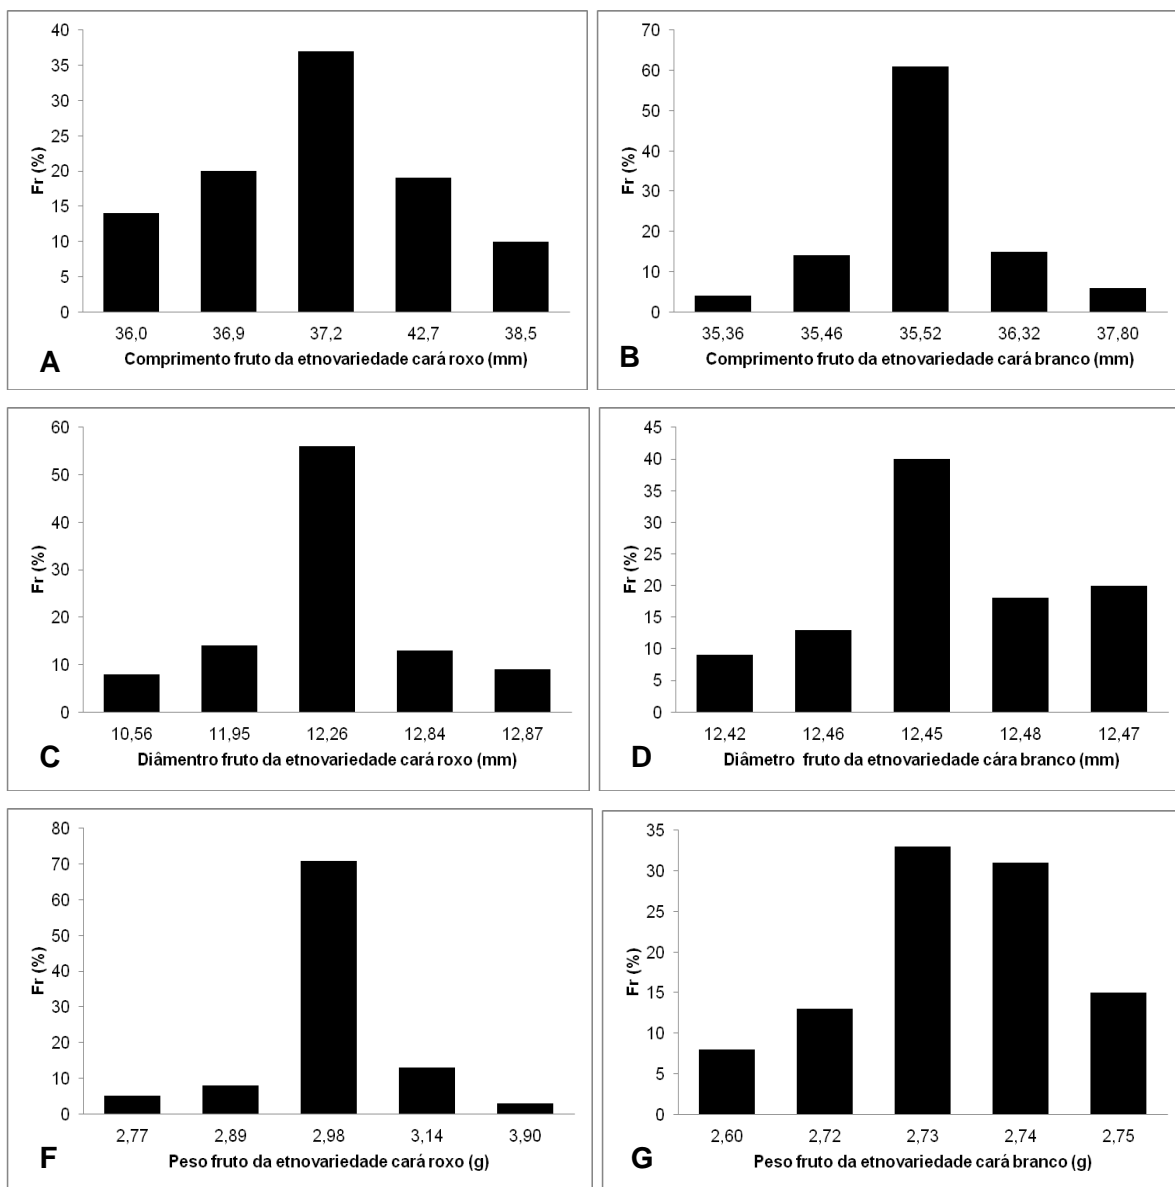 40
35
30
25
20
15
10
5
0
Fr (%)
36,0 36,9 37,2 42,7 38,5
Comprimento fruto da etnovariedade cará roxo (mm)
A
70
60
50
40
30
20
10
0
Fr (%)
35,36 35,46 35,52 36,32 37,80
Comprimento fruto da etnovariedade cará branco (mm)
B
60
50
40
30
20
10
0
Fr (%)
10,56 11,95 12,26 12,84 12,87
Diâmentro fruto da etnovariedade cará roxo (mm)
C
45
40
35
30
25
20
15
10
5
0
Fr (%)
12,42 12,46 12,45 12,48 12,47
Diâmetro fruto da etnovariedade cára branco (mm)
D
80
70
60
50
40
30
20
10
0
Fr (%)
2,77 2,89 2,98 3,14 3,90
Peso fruto da etnovariedade cará roxo (g)
F
35
30
25
20
15
10
5
0
Fr (%)
2,60 2,72 2,73 2,74 2,75
Peso fruto da etnovariedade cará branco (g)
G